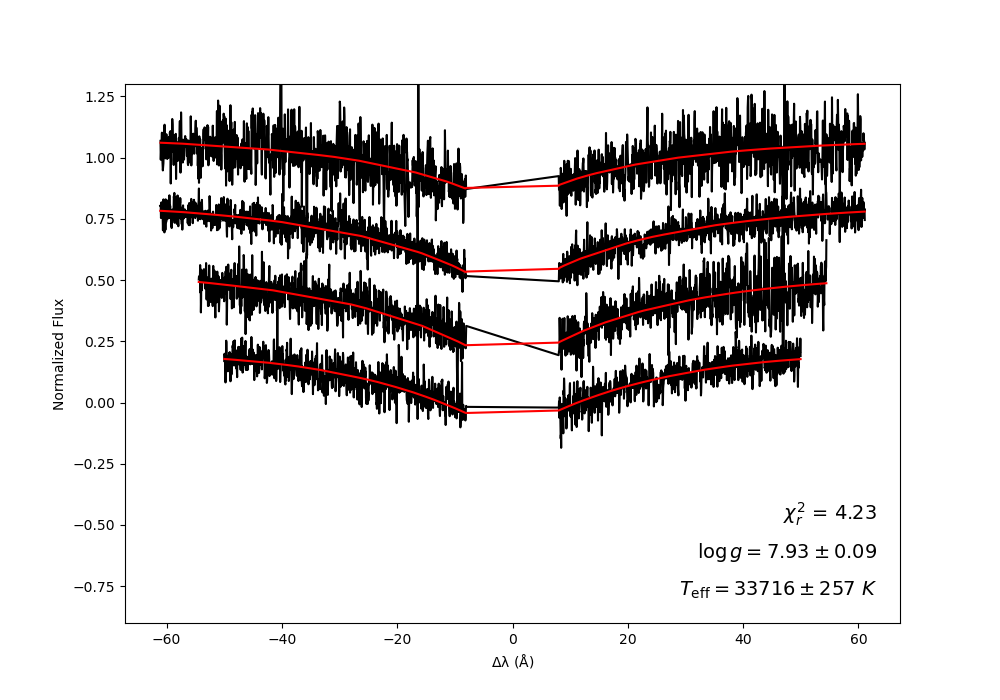 1.25
1.00
0.75
0.50
0.25
0.00
−0.25
−0.50
−0.75
Normalized Flux
χ²ᵣ = 4.23
log g = 7.93 ± 0.09
T_eff = 33716 ± 257 K
−60 −40 −20 0 20 40 60
Δλ (Å)